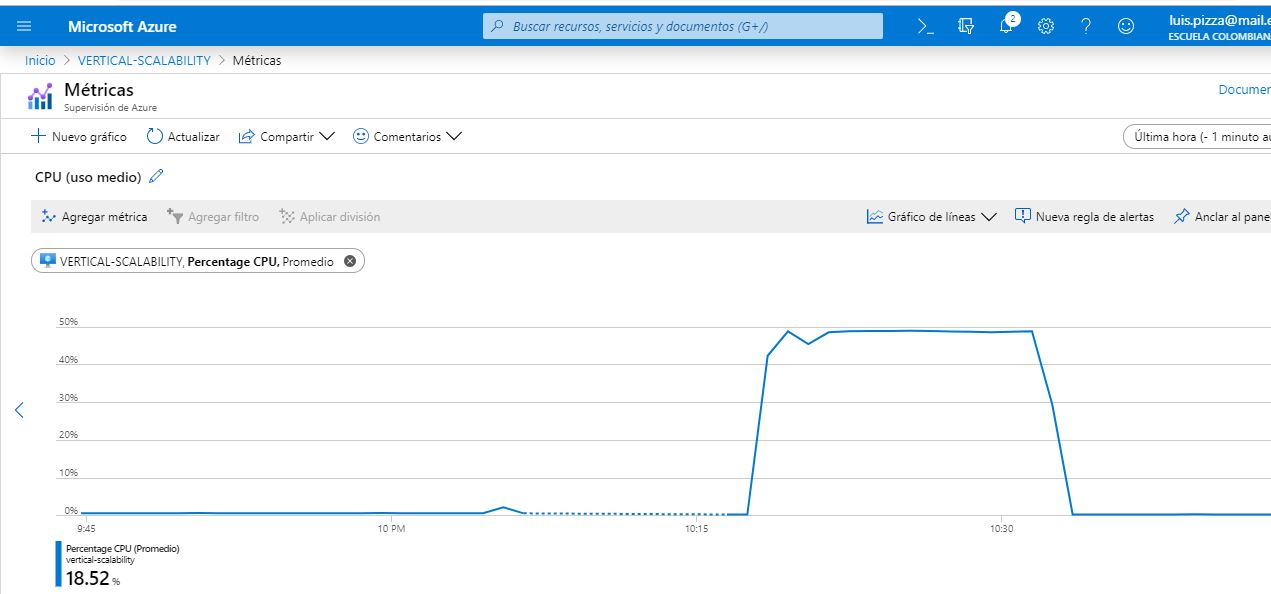 Microsoft Azure
Buscar recursos, servicios y documentos (G+/)
2
luis.pizza@mail.e
ESCUELA COLOMBIAN
Inicio > VERTICAL-SCALABILITY > Métricas
Métricas
Supervisión de Azure
Documer
Nuevo gráfico Actualizar Compartir Comentarios
Última hora (- 1 minuto au
CPU (uso medio)
Agregar métrica Agregar filtro Aplicar división Gráfico de líneas Nueva regla de alertas Anclar al pane
VERTICAL-SCALABILITY, Percentage CPU, Promedio
50%
40%
30%
20%
10%
0%
9:45 10 PM 10:15 10:30
Percentage CPU (Promedio)
vertical-scalability
18.52 %